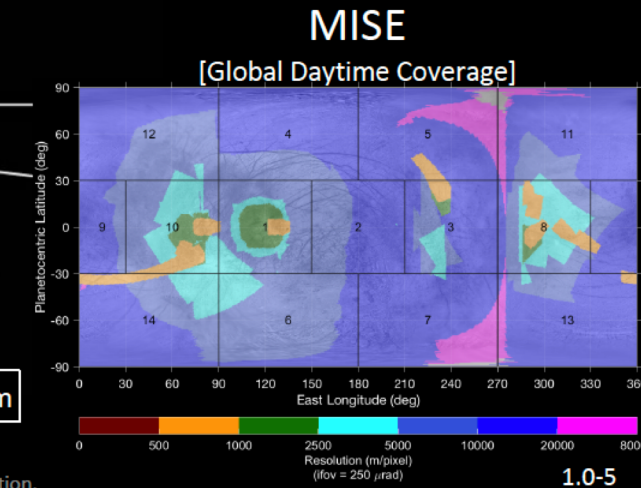 MISE
[Global Daytime Coverage]
90
60
30
0
-30
-60
-90
Planetocentric Latitude (deg)
12
4
5
11
9
10
1
2
3
8
14
6
7
13
0 30 60 90 120 150 180 210 240 270 300 330 36
East Longitude (deg)
m
0 500 1000 2500 5000 10000 20000 800
Resolution (m/pixel)
(ifov = 250 μrad)
1.0-5
tion.